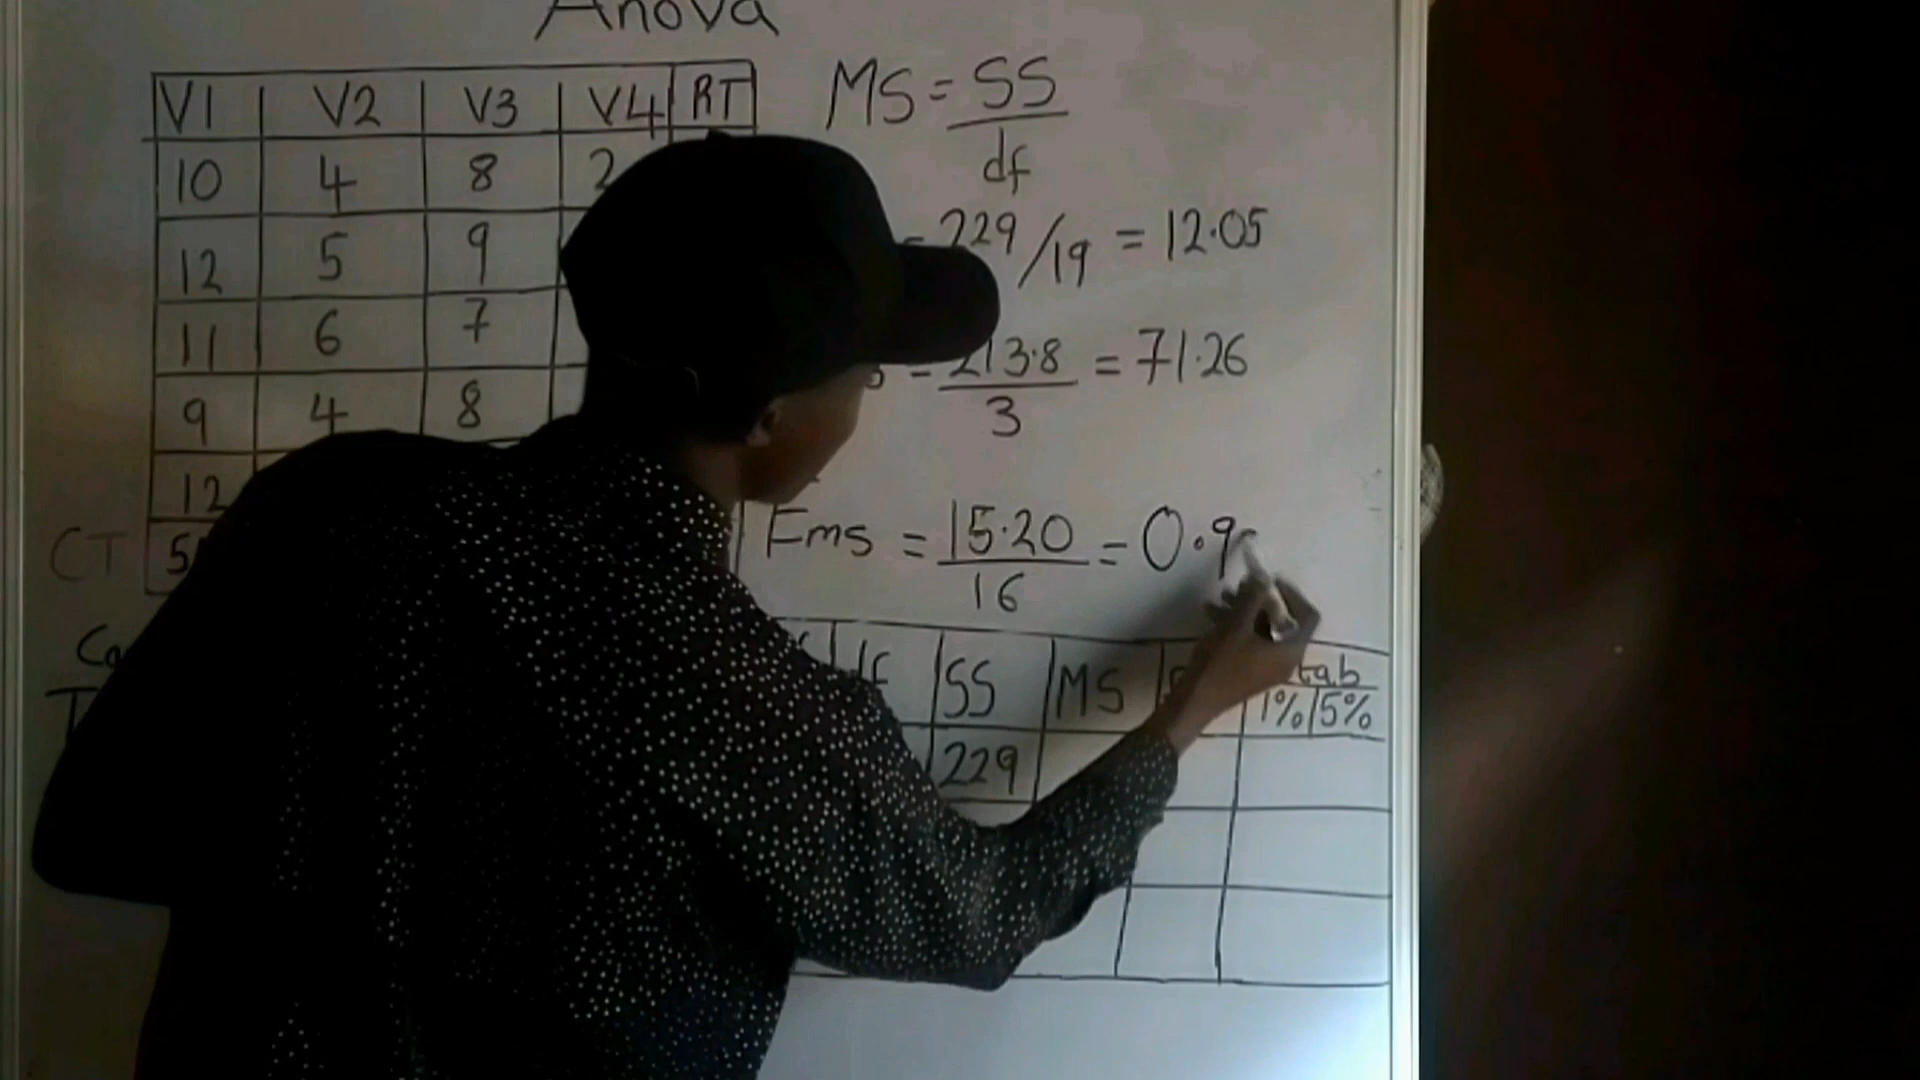 Anova
V1 V2 V3 V4 RT
10 4 8 2
12 5 9
11 6 7
9 4 8
12
CT 5
MS = SS
df
= 229/19 = 12.05
= 213.8 = 71.26
3
Ems = 15.20 = 0.9
16
SS MS tab
1% 5%
229